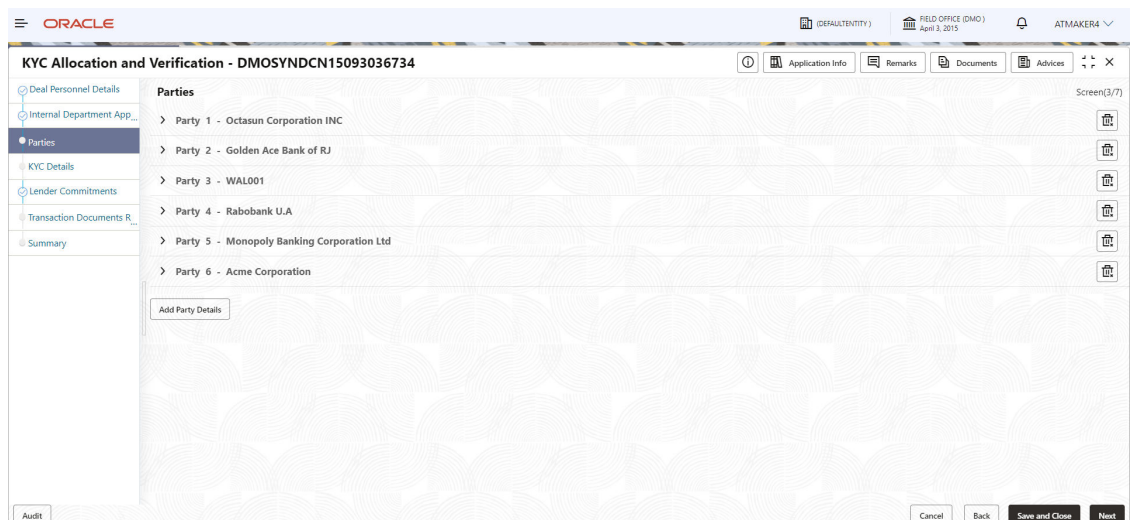 ORACLE
(DEFAULTENTITY )
FIELD OFFICE (DMO )
April 3, 2015
ATMAKER4
KYC Allocation and Verification - DMOSYNDCN15093036734
Application Info
Remarks
Documents
Advices
Deal Personnel Details
Internal Department App...
Parties
KYC Details
Lender Commitments
Transaction Documents R...
Summary
Parties
Screen(3/7)
Party 1 - Octasun Corporation INC
Party 2 - Golden Ace Bank of RJ
Party 3 - WAL001
Party 4 - Rabobank U.A
Party 5 - Monopoly Banking Corporation Ltd
Party 6 - Acme Corporation
Add Party Details
Audit
Cancel
Back
Save and Close
Next